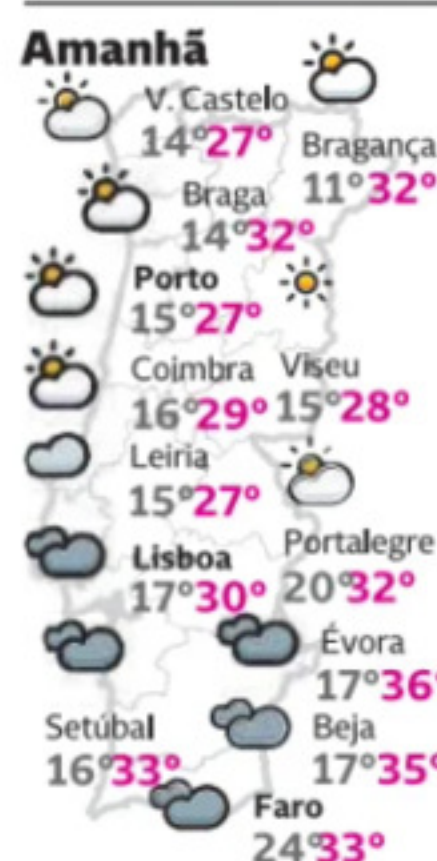 Amanhã
V. Castelo
14° 27°
Bragança
11° 32°
Braga
14° 32°
Porto
15° 27°
Coimbra
16° 29°
Viseu
15° 28°
Leiria
15° 27°
Lisboa
17° 30°
Portalegre
20° 32°
Évora
17° 36°
Setúbal
16° 33°
Beja
17° 35°
Faro
24° 33°